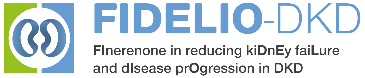 FIDELIO-DKD
FInerenone in reducing kiDnEy faiLure
and dIsease prOgression in DKD